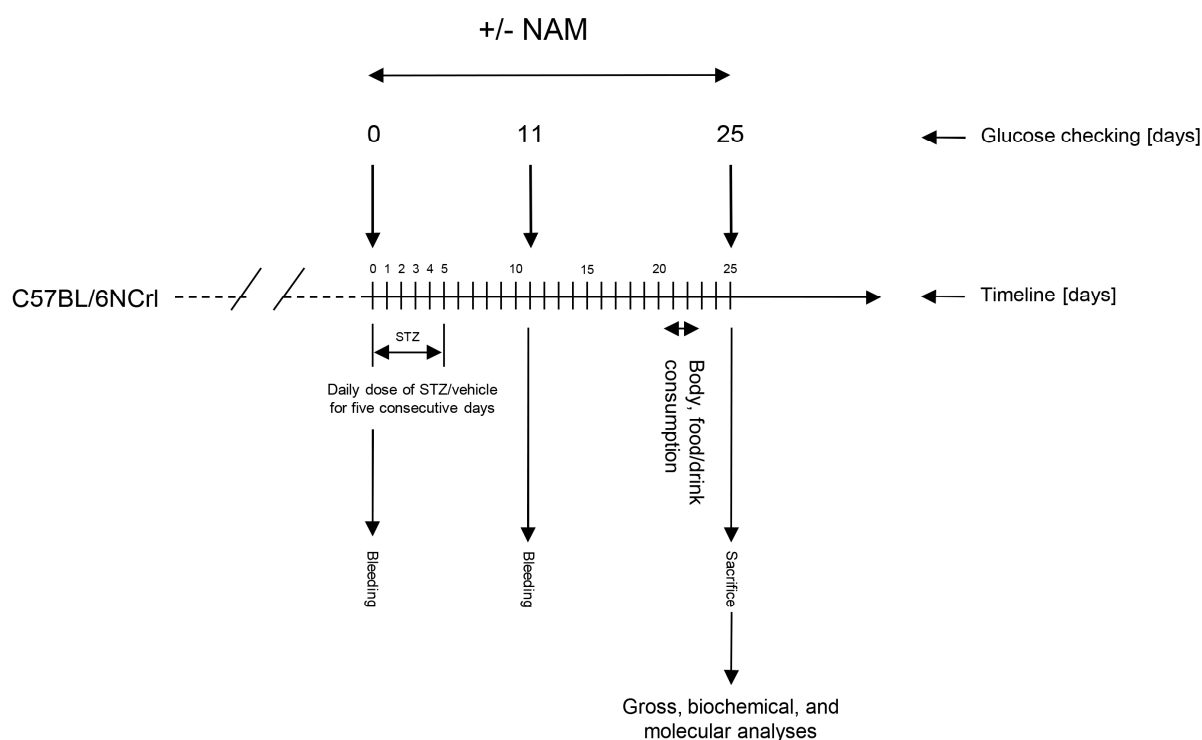 +/- NAM
0 11 25
Glucose checking [days]
0 1 2 3 4 5 10 15 20 25
C57BL/6NCrl
Timeline [days]
STZ
Daily dose of STZ/vehicle
for five consecutive days
Body, food/drink
consumption
Bleeding
Bleeding
Sacrifice
Gross, biochemical, and
molecular analyses